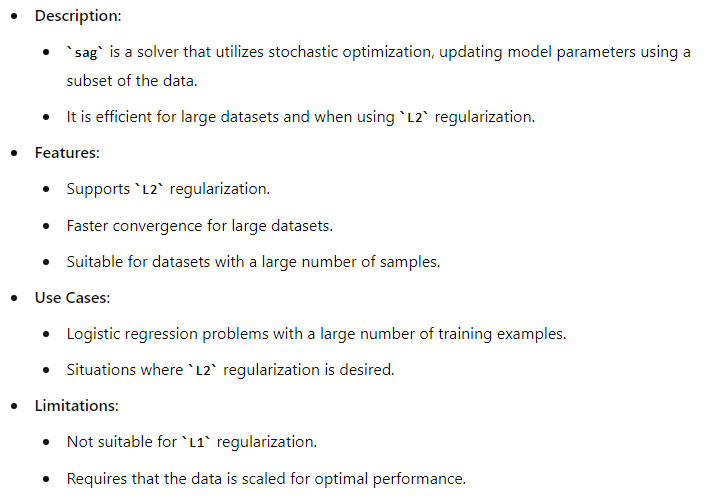 • Description:
• `sag` is a solver that utilizes stochastic optimization, updating model parameters using a
subset of the data.
• It is efficient for large datasets and when using `L2` regularization.
• Features:
• Supports `L2` regularization.
• Faster convergence for large datasets.
• Suitable for datasets with a large number of samples.
• Use Cases:
• Logistic regression problems with a large number of training examples.
• Situations where `L2` regularization is desired.
• Limitations:
• Not suitable for `L1` regularization.
• Requires that the data is scaled for optimal performance.